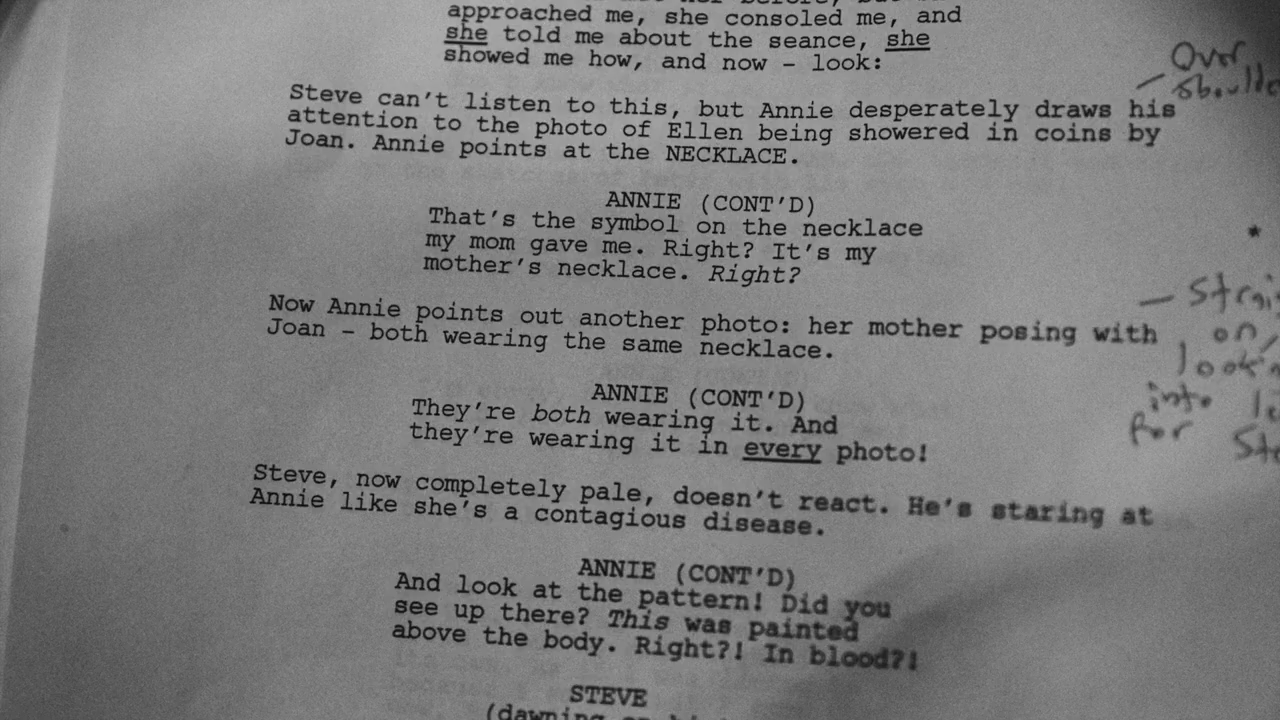 approached me, she consoled me, and
she told me about the seance, she
showed me how, and now - look:
Over
Steve can't listen to this, but Annie desperately draws his
attention to the photo of Ellen being showered in coins by
Joan. Annie points at the NECKLACE.
ANNIE (CONT'D)
That's the symbol on the necklace
my mom gave me. Right? It's my
mother's necklace. Right?
*
Now Annie points out another photo: her mother posing with
Joan - both wearing the same necklace.
on,
into
for
ANNIE (CONT'D)
They're both wearing it. And
they're wearing it in every photo!
Steve, now completely pale, doesn't react. He's staring at
Annie like she's a contagious disease.
ANNIE (CONT'D)
And look at the pattern! Did you
see up there? This was painted
above the body. Right?! In blood?!
STEVE
(dawning on